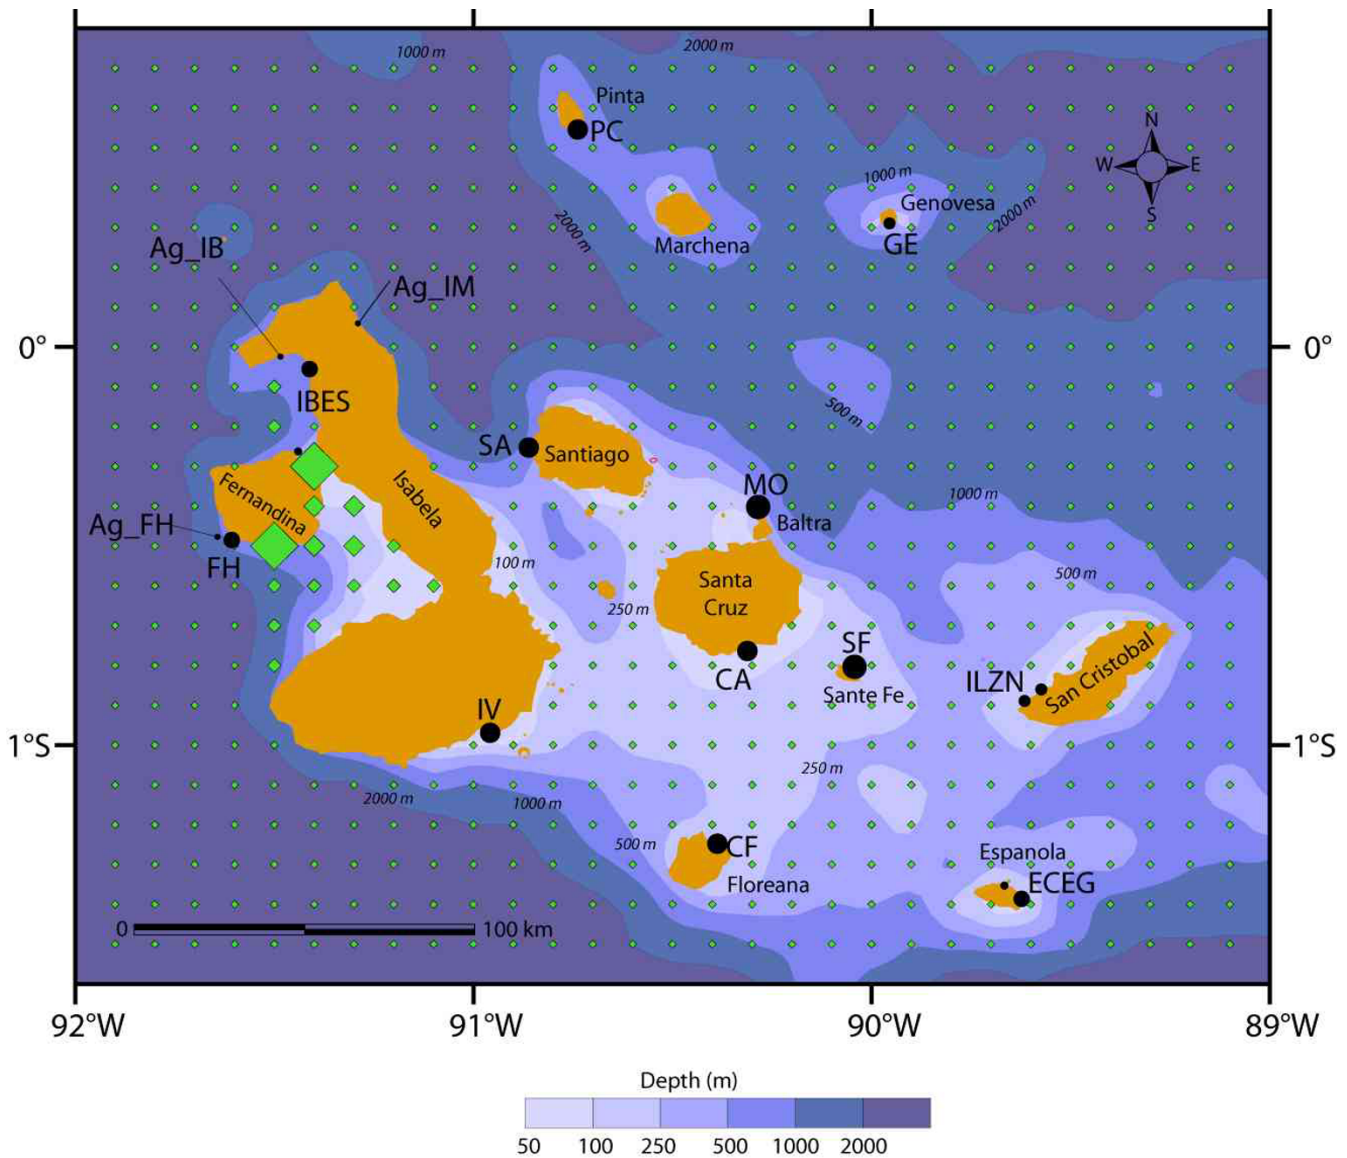 1000 m
2000 m
Pinta
PC
N
W
E
S
1000 m
Genovesa
2000 m
GE
2000 m
Marchena
Ag_IB
Ag_IM
0°
0°
IBES
500 m
SA
Santiago
MO
Baltra
1000 m
Fernandina
Isabela
Ag_FH
FH
100 m
250 m
Santa
Cruz
500 m
SF
CA
Sante Fe
ILZN
San Cristobal
IV
1°S
1°S
250 m
2000 m
1000 m
500 m
CF
Floreana
Espanola
ECEG
0
100 km
92°W
91°W
90°W
89°W
Depth (m)
50 100 250 500 1000 2000